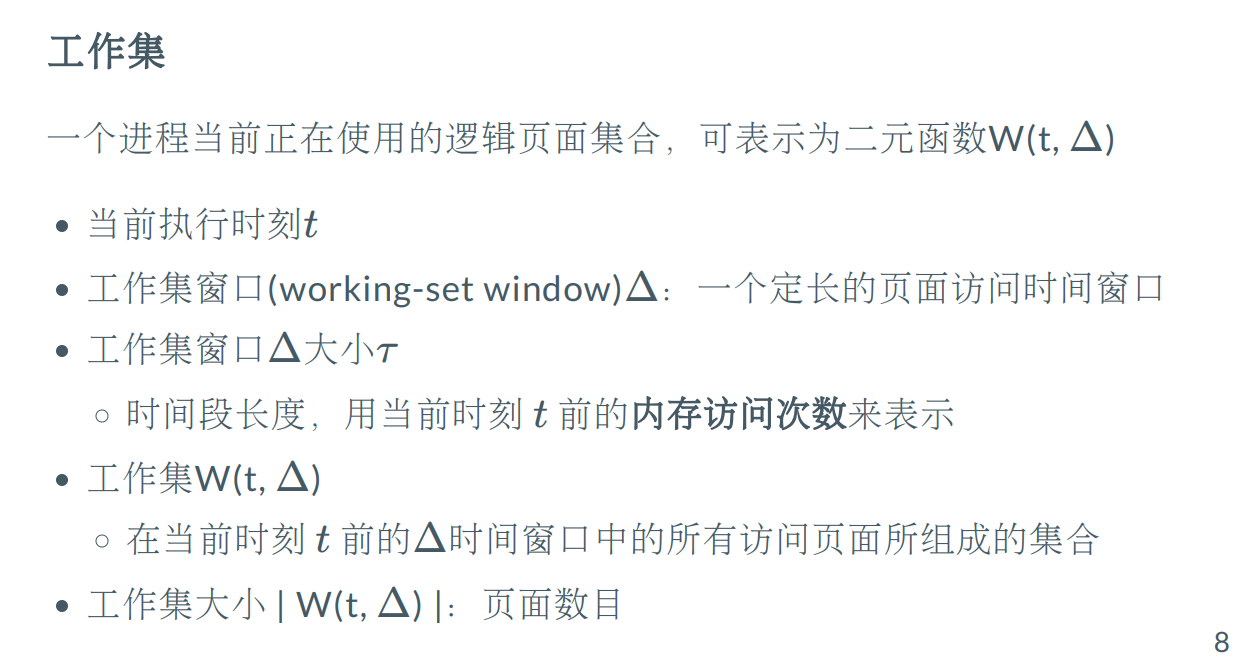 工作集
一个进程当前正在使用的逻辑页面集合，可表示为二元函数W(t, Δ)
• 当前执行时刻t
• 工作集窗口(working-set window)Δ：一个定长的页面访问时间窗口
• 工作集窗口Δ大小τ
○ 时间段长度，用当前时刻 t 前的内存访问次数来表示
• 工作集W(t, Δ)
○ 在当前时刻 t 前的Δ时间窗口中的所有访问页面所组成的集合
• 工作集大小 | W(t, Δ) |：页面数目
8